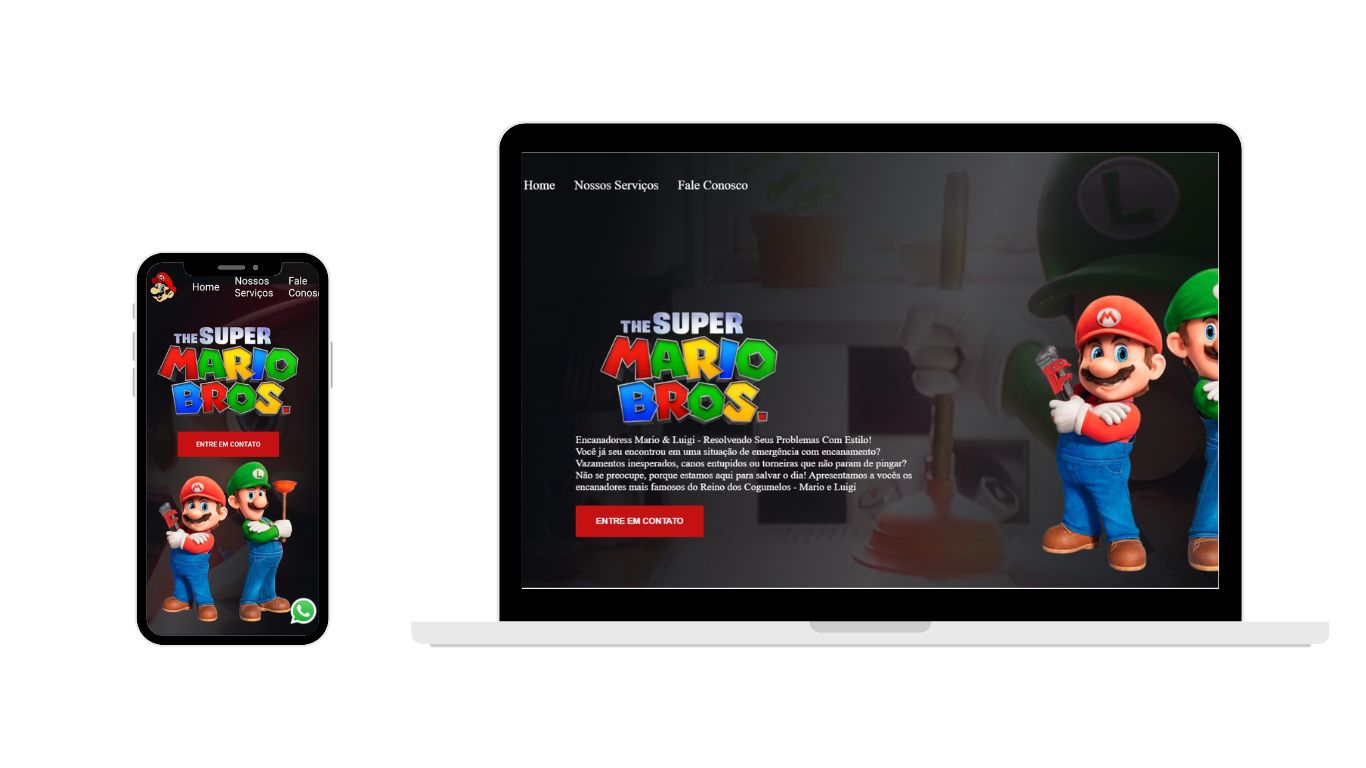 Home
Nossos
Serviços
Fale
Conos
THE SUPER
MARIO
BROS.
ENTRE EM CONTATO
M
L
Home Nossos Serviços Fale Conosco
THE SUPER
MARIO
BROS.
Encanadoress Mario & Luigi - Resolvendo Seus Problemas Com Estilo!
Você já seu encontrou em uma situação de emergência com encanamento?
Vazamentos inesperados, canos entupidos ou torneiras que não param de pingar?
Não se preocupe, porque estamos aqui para salvar o dia! Apresentamos a vocês os
encanadores mais famosos do Reino dos Cogumelos - Mario e Luigi
ENTRE EM CONTATO
L
M